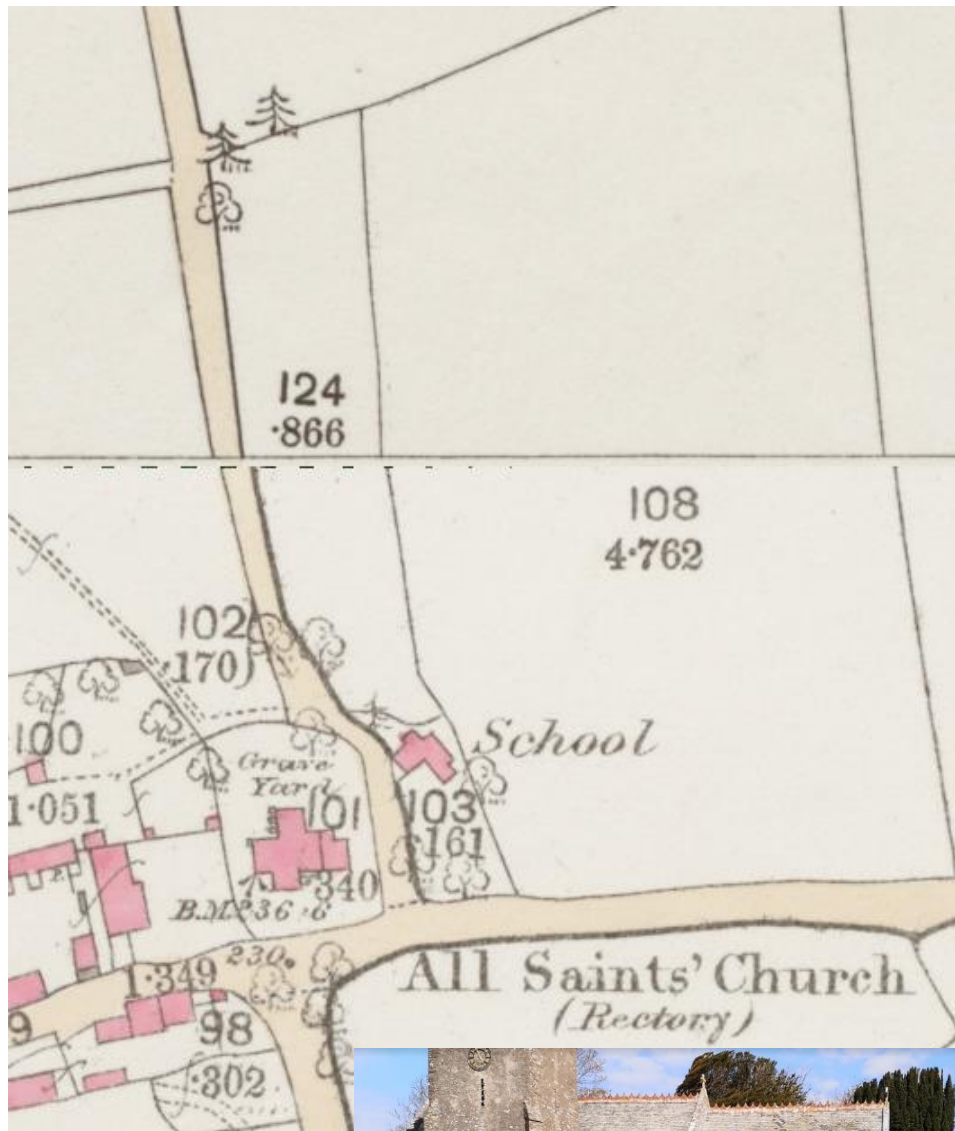 124
·866
108
4·762
102
·170
100
1·051
School
Grave
Yard
101
·340
103
·161
B.M.236·6
230
1·349
All Saints' Church
(Rectory)
9
98
·302